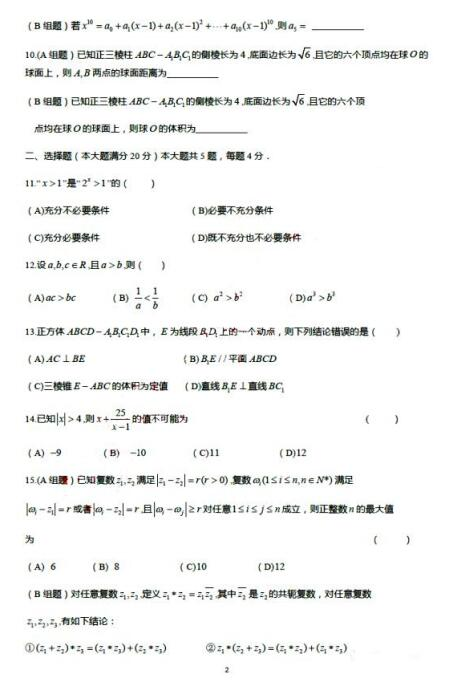 （B 组题）若 x¹⁰ = a₀ + a₁(x−1) + a₂(x−1)² + ⋯ + a₁₀(x−1)¹⁰,则 a₅ = ________
10.(A 组题）已知正三棱柱 ABC − A₁B₁C₁的侧棱长为 4 ,底面边长为√6 ,且它的六个顶点均在球 O 的
球面上，则 A, B 两点的球面距离为________
（B 组题）已知正三棱柱 ABC − A₁B₁C₁的侧棱长为 4 ,底面边长为√6 ,且它的六个顶
点均在球 O 的球面上，则球 O 的体积为________
二、选择题（本大题满分 20 分）本大题共 5 题，每题 4 分．
11.“ x > 1 ”是“ 2ˣ > 1 ”的（ ）
（A)充分不必要条件 （B)必要不充分条件
（C)充分必要条件 （D)既不充分也不必要条件
12.设 a,b,c ∈ R ,且 a > b ,则（ ）
（A) ac > bc （B）1/a < 1/b （C）a² > b² （D) a³ > b³
13.正方体 ABCD − A₁B₁C₁D₁ 中， E 为线段 B₁D₁ 上的一个动点，则下列结论错误的是（ ）
（A) AC ⊥ BE （B) B₁E // 平面 ABCD
（C)三棱锥 E − ABC 的体积为定值 （D)直线 B₁E ⊥ 直线 BC₁
14.已知 |x| > 4 ,则 x + 25/(x−1) 的值不可能为 （ ）
（A） −9 （B） −10 （C)11 （D)12
15.(A 组题）已知复数 z₁, z₂ 满足 |z₁ − z₂| = r(r > 0) ,复数 ωᵢ(1 ≤ i ≤ n, n ∈ N*) 满足
|ωᵢ − z₁| = r 或者 |ωᵢ − z₂| = r ,且 |ωᵢ − ωⱼ| ≥ r 对任意 1 ≤ i ≤ j ≤ n 成立，则正整数 n 的最大值
为 （ ）
（A）6 （B）8 （C)10 （D)12
（B 组题）对任意复数 z₁, z₂ ,定义 z₁ * z₂ = z₁z̅₂ ,其中 z̅₂ 是 z₂ 的共轭复数，对任意复数
z₁, z₂, z₃ ,有如下结论：
①(z₁ + z₂) * z₃ = (z₁ * z₃) + (z₂ * z₃) ② z₁ * (z₂ + z₃) = (z₁ * z₂) + (z₁ * z₃)
2